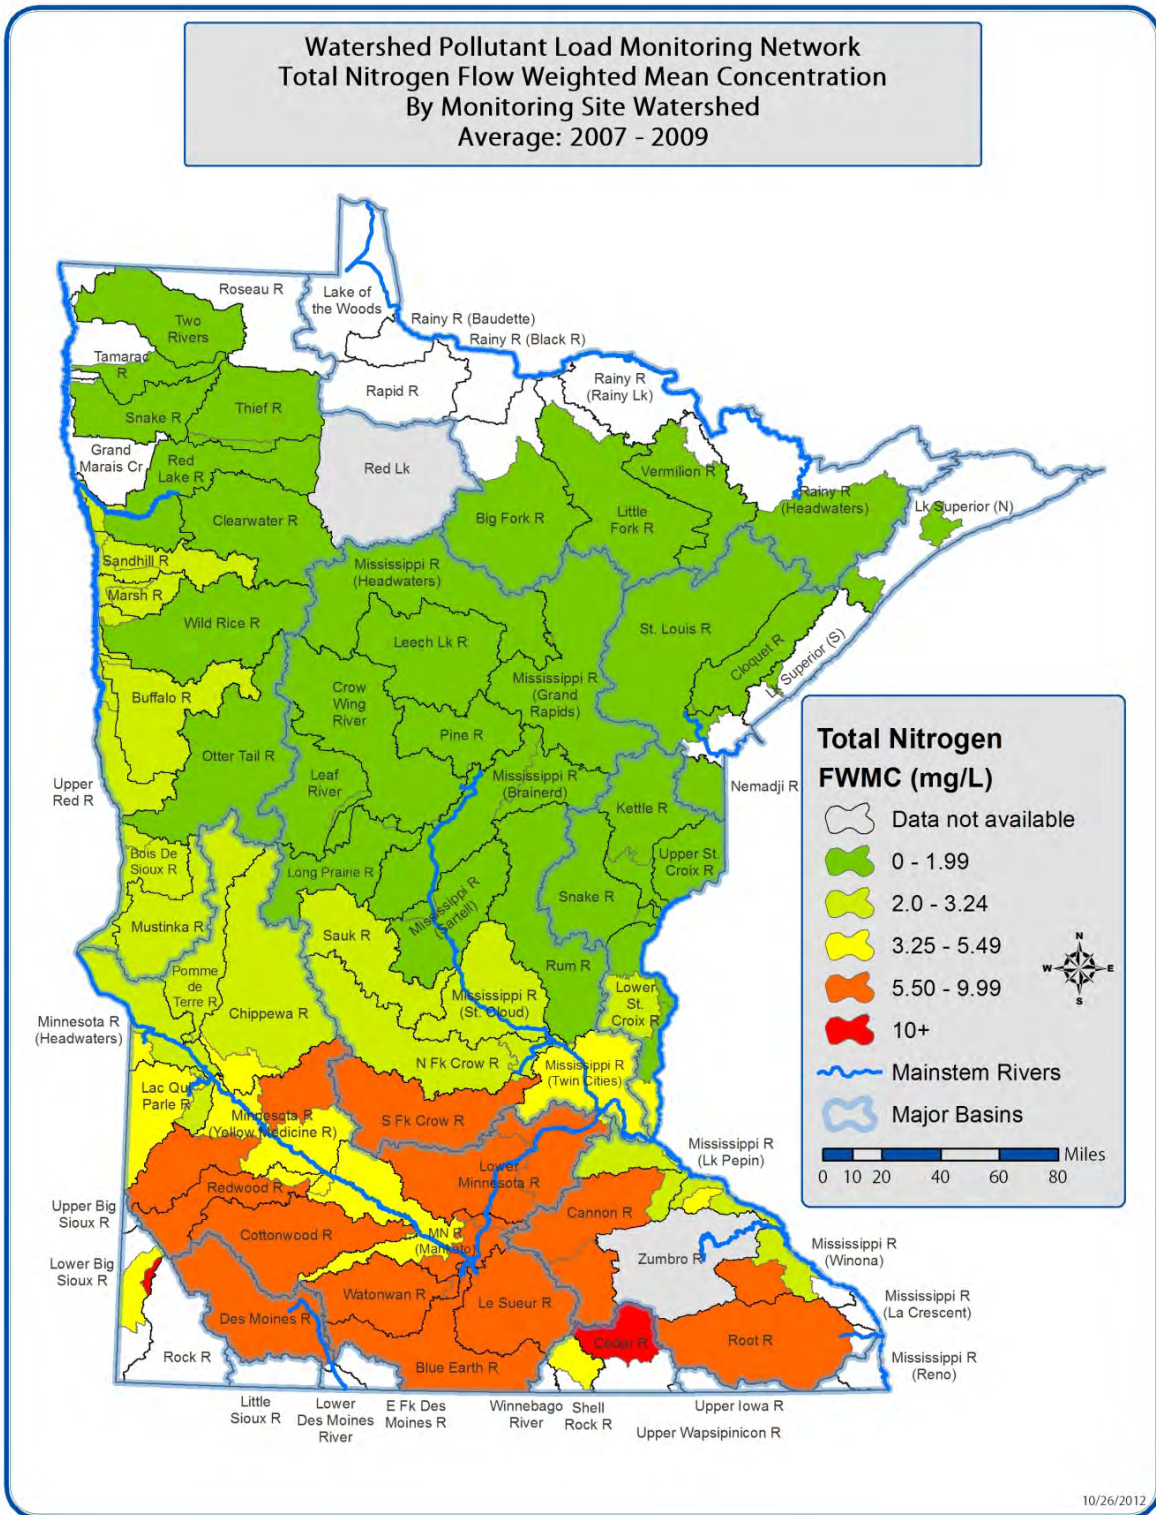 Watershed Pollutant Load Monitoring Network
Total Nitrogen Flow Weighted Mean Concentration
By Monitoring Site Watershed
Average: 2007 - 2009
Roseau R
Lake of
the Woods
Two
Rivers
Rainy R (Baudette)
Rainy R (Black R)
Tamarac
R
Rapid R
Rainy R
(Rainy Lk)
Snake R
Thief R
Grand
Marais Cr
Red
Lake R
Red Lk
Vermilion R
Rainy R
(Headwaters)
Lk Superior (N)
Clearwater R
Big Fork R
Little
Fork R
Sandhill R
Mississippi R
(Headwaters)
Marsh R
Wild Rice R
Leech Lk R
St. Louis R
Cloquet R
Lk Superior (S)
Buffalo R
Crow
Wing
River
Mississippi R
(Grand
Rapids)
Pine R
Otter Tail R
Upper
Red R
Leaf
River
Mississippi R
(Brainerd)
Nemadji R
Kettle R
Bois De
Sioux R
Long Prairie R
Upper St.
Croix R
Mississippi R
(Sartell)
Snake R
Mustinka R
Sauk R
Rum R
Pomme
de
Terre R
Chippewa R
Mississippi R
(St. Cloud)
Lower
St.
Croix R
Minnesota R
(Headwaters)
N Fk Crow R
Mississippi R
(Twin Cities)
Lac Qui
Parle R
Minnesota R
(Yellow Medicine R)
S Fk Crow R
Mississippi R
(Lk Pepin)
Lower
Minnesota R
Redwood R
Upper Big
Sioux R
Cannon R
Cottonwood R
MN R
(Mankato)
Zumbro R
Mississippi R
(Winona)
Lower Big
Sioux R
Watonwan R
Le Sueur R
Mississippi R
(La Crescent)
Des Moines R
Cedar R
Root R
Rock R
Blue Earth R
Mississippi R
(Reno)
Little
Sioux R
Lower
Des Moines
River
E Fk Des
Moines R
Winnebago
River
Shell
Rock R
Upper Iowa R
Upper Wapsipinicon R
Total Nitrogen
FWMC (mg/L)
Data not available
0 - 1.99
2.0 - 3.24
3.25 - 5.49
5.50 - 9.99
10+
Mainstem Rivers
Major Basins
N
W E
S
Miles
0 10 20 40 60 80
10/26/2012